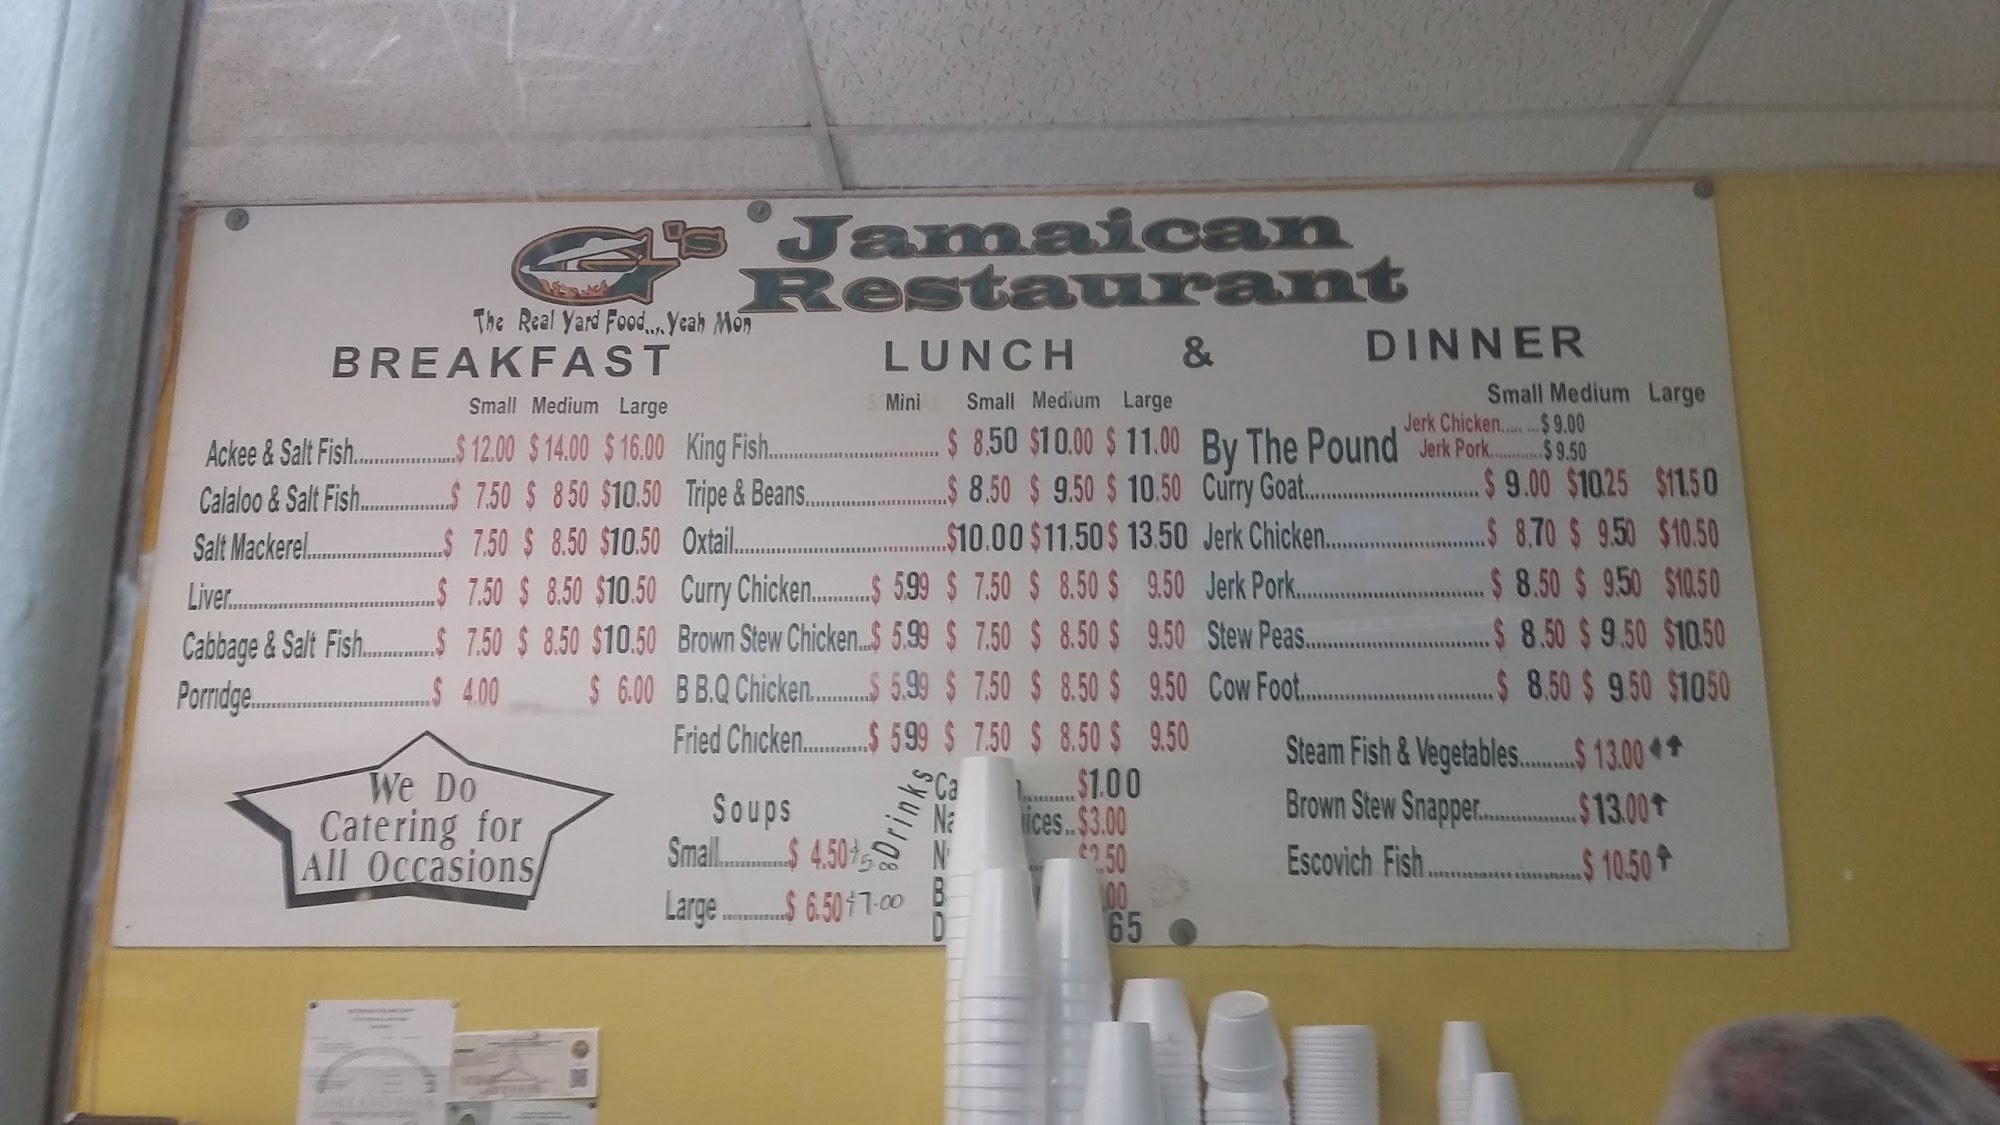 G's Jamaican
Restaurant
The Real Yard Food,,,,Yeah Mon
BREAKFAST
Small Medium Large
Ackee & Salt Fish $12.00 $14.00 $16.00
Calaloo & Salt Fish $7.50 $8 50 $10.50
Salt Mackerel $7.50 $8.50 $10.50
Liver $7.50 $8.50 $10.50
Cabbage & Salt Fish $7.50 $8.50 $10.50
Porridge $4.00 $6.00
We Do
Catering for
All Occasions
LUNCH & DINNER
Mini Small Medium Large
King Fish $8.50 $10.00 $11.00
Tripe & Beans $8.50 $9.50 $10.50
Oxtail $10.00 $11.50 $13.50
Curry Chicken $5.99 $7.50 $8.50 $9.50
Brown Stew Chicken $5.99 $7.50 $8.50 $9.50
B B.Q Chicken $5.99 $7.50 $8.50 $9.50
Fried Chicken $5 99 $7.50 $8.50 $9.50
Soups
Small $4.50 $5.00
Large $6.50 $7.00
Drinks
$1.00
$3.00
$2.50
65
Small Medium Large
By The Pound
Jerk Chicken $9.00
Jerk Pork $9.50
Curry Goat $9.00 $10.25 $11.50
Jerk Chicken $8.70 $9.50 $10.50
Jerk Pork $8.50 $9.50 $10.50
Stew Peas $8.50 $9.50 $10.50
Cow Foot $8.50 $9.50 $10 50
Steam Fish & Vegetables $13.00
Brown Stew Snapper $13.00
Escovich Fish $10.50